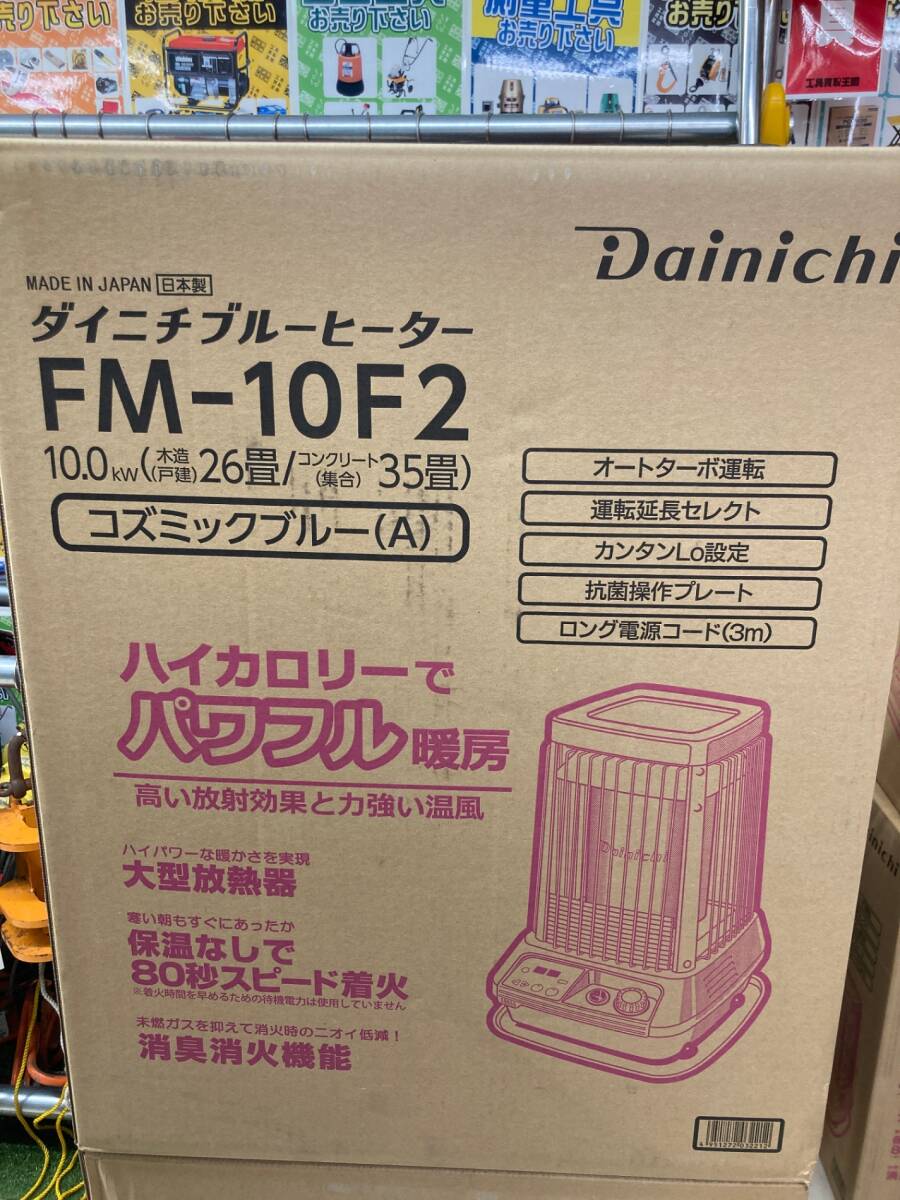 お売り下さい
お売り下さい
お売り下さい
測量工具
お売り下さい
工具買取王国
Dainichi
MADE IN JAPAN 日本製
ダイニチブルーヒーター
FM-10F2
10.0kW(木造(戸建)26畳/コンクリート(集合)35畳)
コズミックブルー(A)
オートターボ運転
運転延長セレクト
カンタンLo設定
抗菌操作プレート
ロング電源コード(3m)
ハイカロリーで
パワフル暖房
高い放射効果と力強い温風
ハイパワーな暖かさを実現
大型放熱器
寒い朝もすぐにあったか
保温なしで
80秒スピード着火
※着火時間を早めるための待機電力は使用していません
未燃ガスを抑えて消火時のニオイ低減!
消臭消火機能
Dainichi